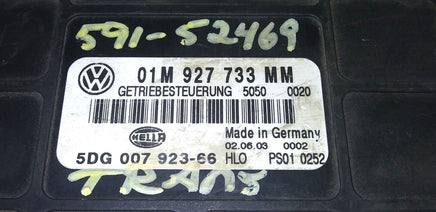 591-52469
VW 01M 927 733 MM
GETRIEBESTEUERUNG 5050 0020
HELLA Made in Germany
02.06.03 0002
5DG 007 923-66 HLO PS01 0252
TRANS